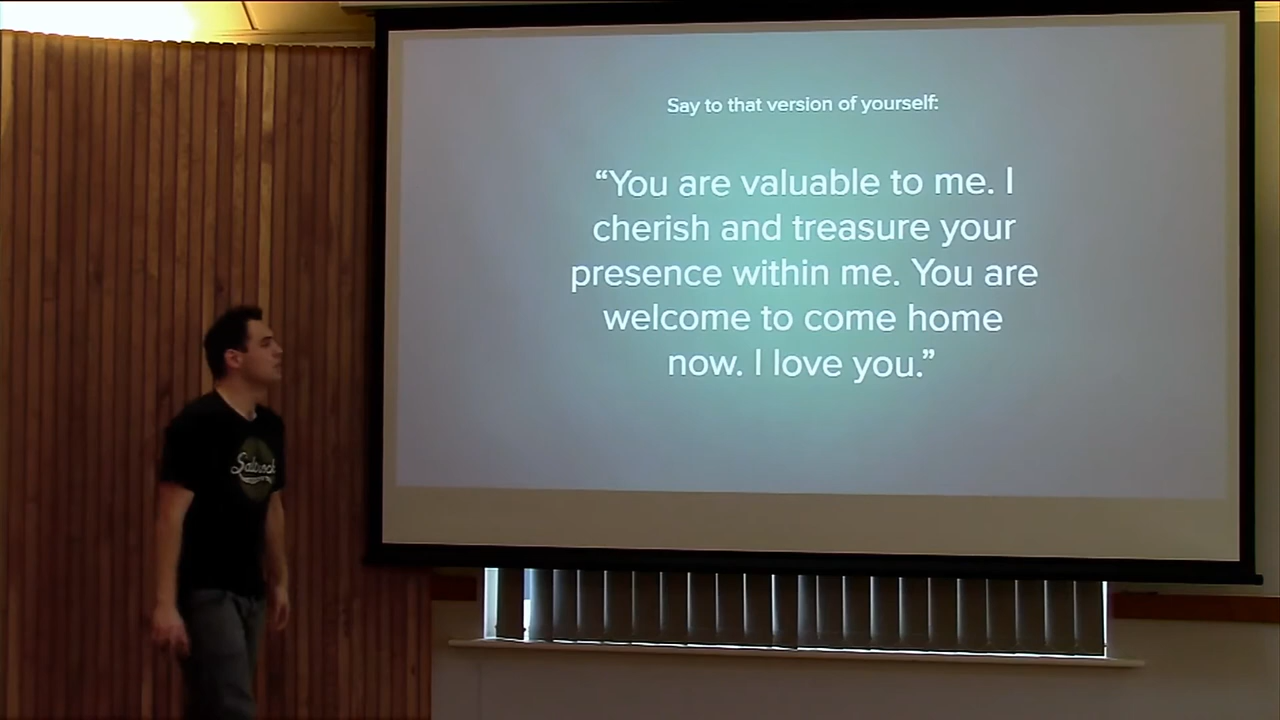 Say to that version of yourself:
“You are valuable to me. I
cherish and treasure your
presence within me. You are
welcome to come home
now. I love you.”
Saltrock